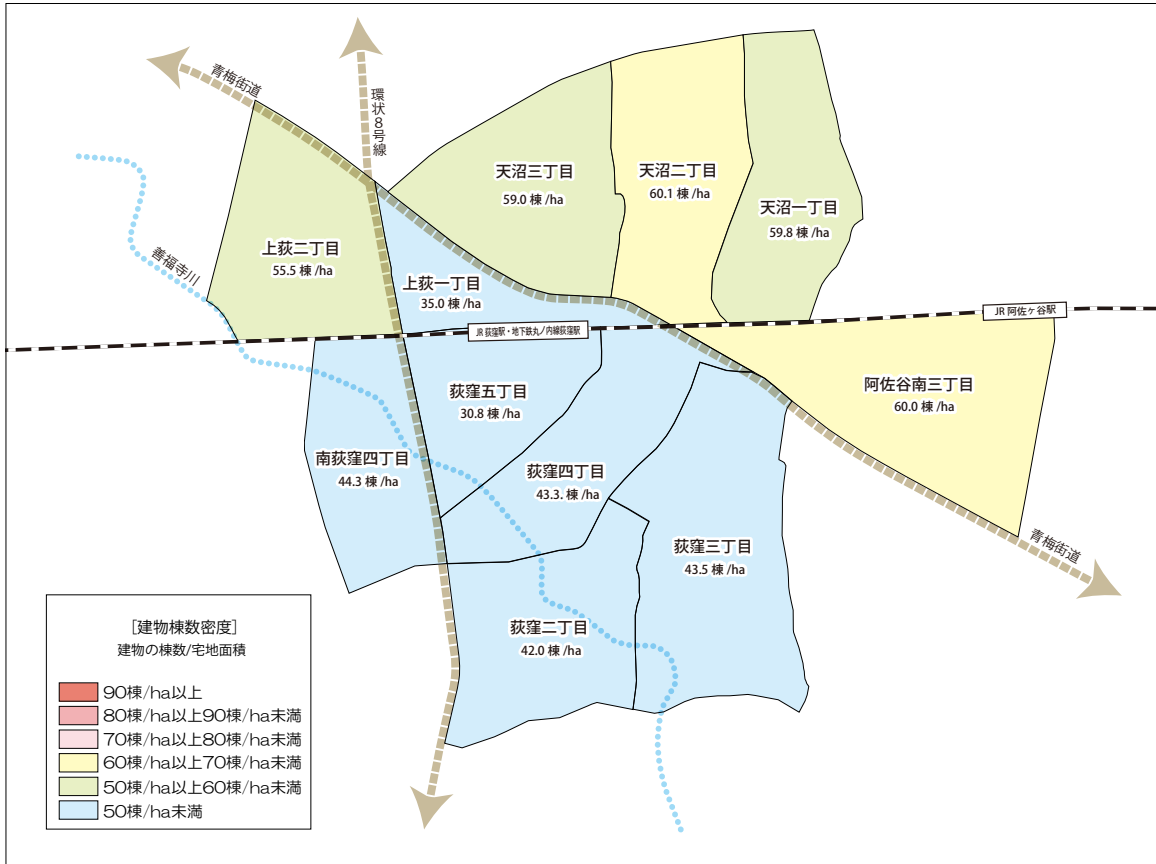 青梅街道
環状8号線
天沼三丁目
59.0 棟 /ha
天沼二丁目
60.1 棟 /ha
天沼一丁目
59.8 棟 /ha
上荻二丁目
55.5 棟 /ha
善福寺川
上荻一丁目
35.0 棟 /ha
JR 荻窪駅・地下鉄丸ノ内線荻窪駅
JR 阿佐ヶ谷駅
荻窪五丁目
30.8 棟 /ha
阿佐谷南三丁目
60.0 棟 /ha
南荻窪四丁目
44.3 棟 /ha
荻窪四丁目
43.3. 棟 /ha
荻窪三丁目
43.5 棟 /ha
青梅街道
荻窪二丁目
42.0 棟 /ha
［建物棟数密度］
建物の棟数/宅地面積
90棟/ha以上
80棟/ha以上90棟/ha未満
70棟/ha以上80棟/ha未満
60棟/ha以上70棟/ha未満
50棟/ha以上60棟/ha未満
50棟/ha未満